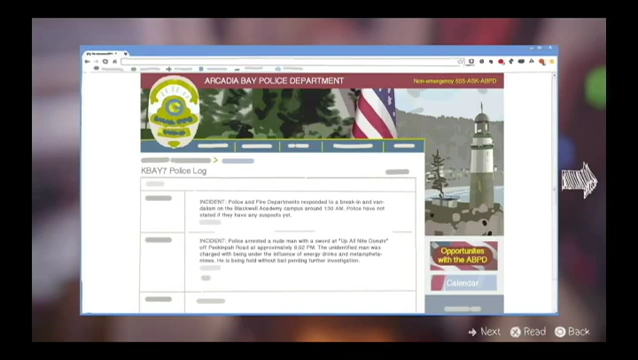 ARCADIA BAY POLICE DEPARTMENT
Non-emergency 555-ASK-ABPD
KBAY7 Police Log
INCIDENT: Police and Fire Departments responded to a break-in and van-
dalism on the Blackwell Academy campus around 1:30 AM. Police have not
stated if they have any suspects yet.
INCIDENT: Police arrested a nude man with a sword at "Up All Nite Donuts"
off Peckinpah Road at approximately 6:02 PM. The unidentified man was
charged with being under the influence of energy drinks and metampheta-
mines. He is being held without bail pending further investigation.
Opportunites
with the ABPD
Calendar
Next
Read
Back